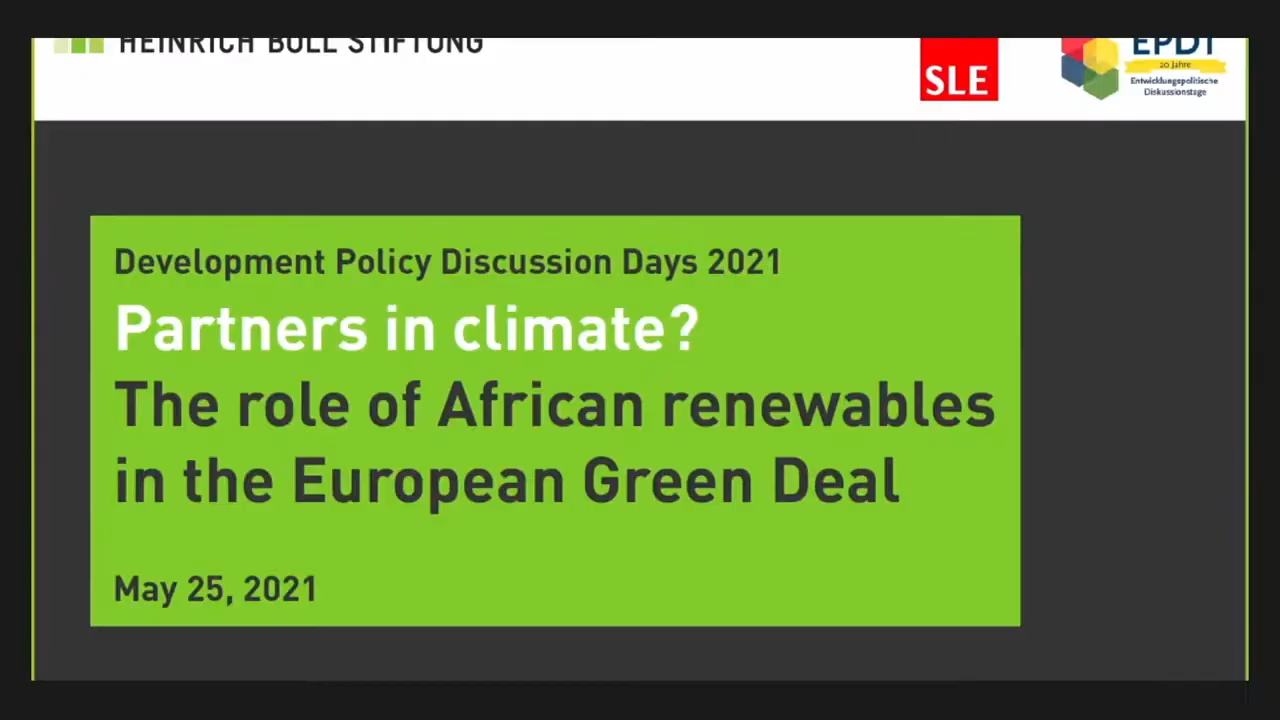 HEINRICH BÖLL STIFTUNG
SLE
EPDT
20 Jahre
Entwicklungspolitische
Diskussionstage
Development Policy Discussion Days 2021
Partners in climate?
The role of African renewables
in the European Green Deal
May 25, 2021